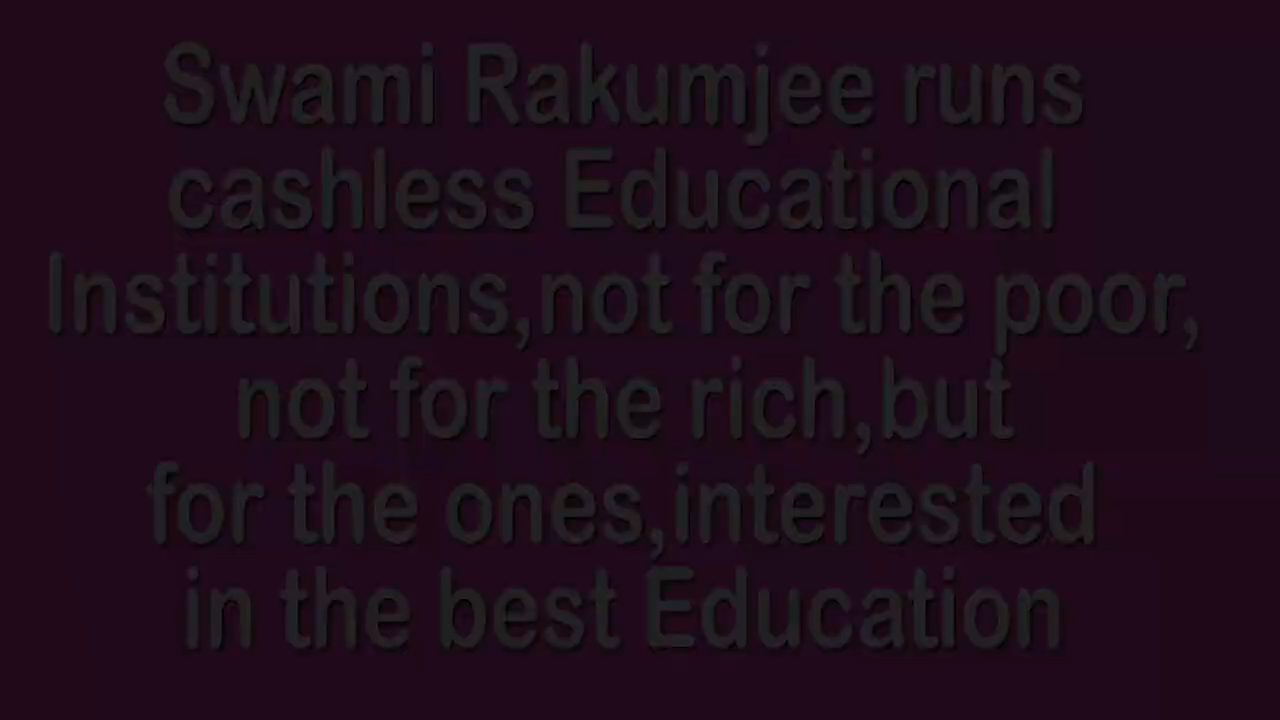 Swami Rakumjee runs
cashless Educational
Institutions,not for the poor,
not for the rich,but
for the ones,interested
in the best Education